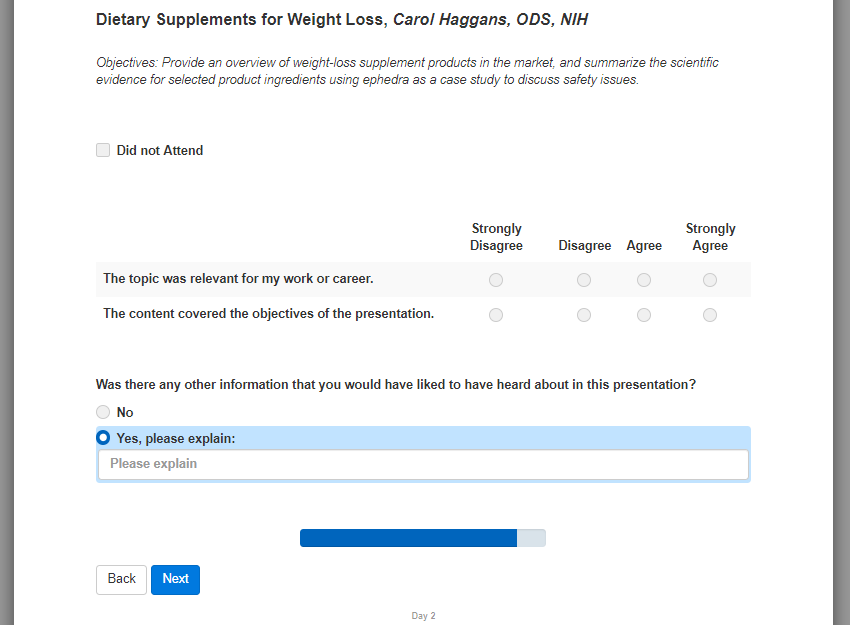 Dietary Supplements for Weight Loss, Carol Haggans, ODS, NIH
Objectives: Provide an overview of weight-loss supplement products in the market, and summarize the scientific
evidence for selected product ingredients using ephedra as a case study to discuss safety issues.
Did not Attend
Strongly Disagree
Disagree
Agree
Strongly Agree
The topic was relevant for my work or career.
The content covered the objectives of the presentation.
Was there any other information that you would have liked to have heard about in this presentation?
No
Yes, please explain:
Please explain
Back
Next
Day 2